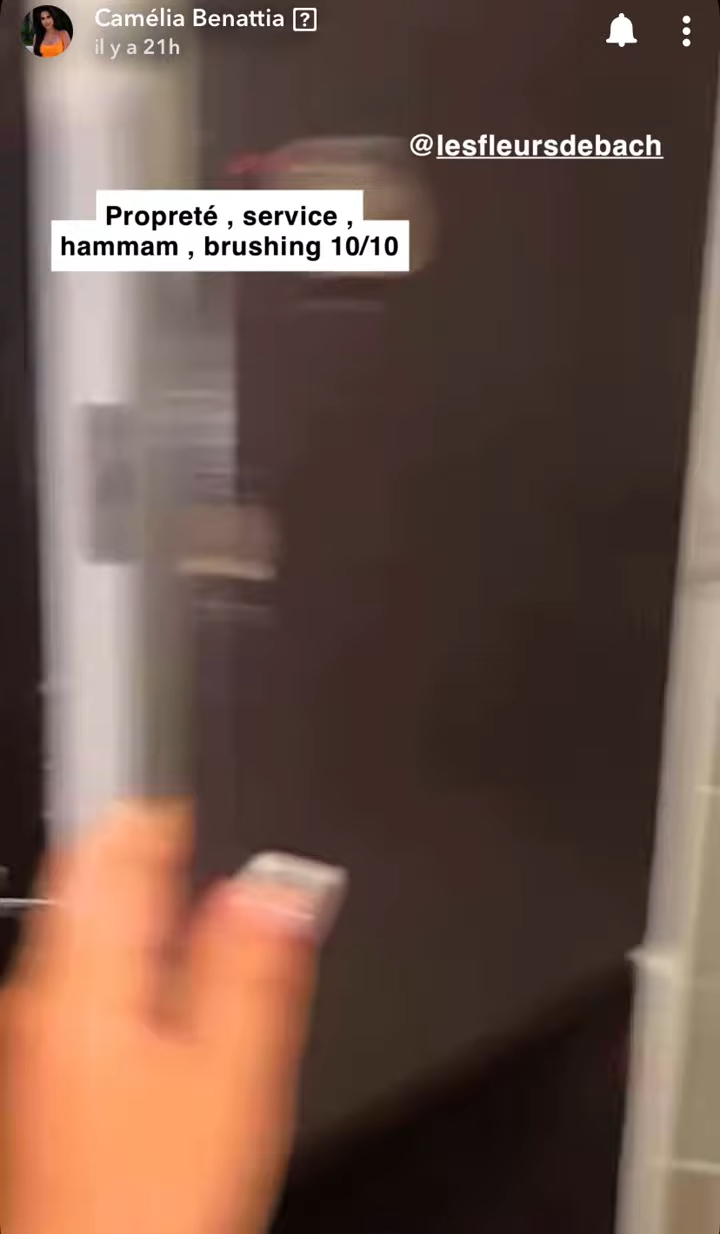 Camélia Benattia
il y a 21h
@lesfleursdebach
Propreté , service ,
hammam , brushing 10/10